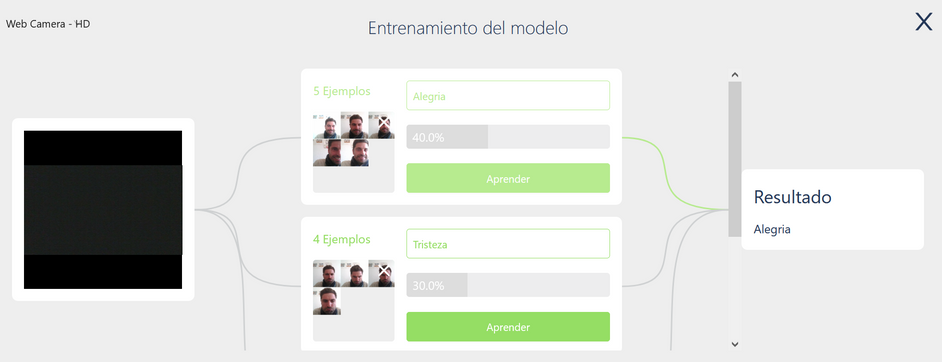 Web Camera - HD
Entrenamiento del modelo
X
5 Ejemplos
Alegria
40.0%
Aprender
4 Ejemplos
Tristeza
30.0%
Aprender
Resultado
Alegria